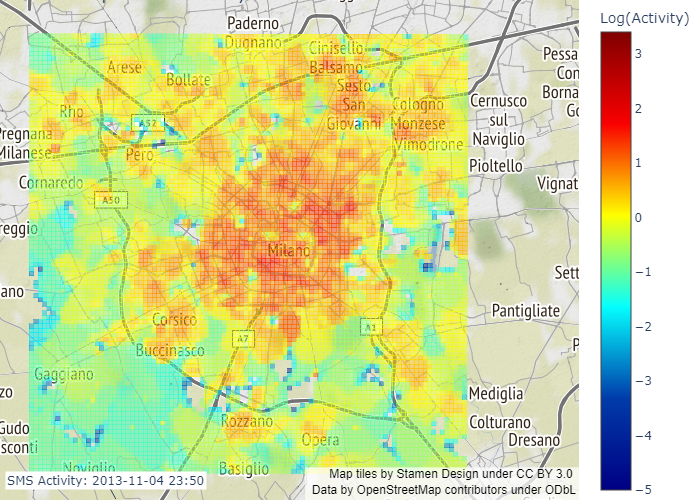 Paderno
Dugnano
Log(Activity)
Cinisello
Balsamo
Arese
Bollate
Sesto
San
Giovanni
Pessa
Con
Borna
Go
Rho
A52
Cologno
Monzese
Cernusco
sul
Naviglio
Pregnana
Milanese
Pero
Vimodrone
Pioltello
Cornaredo
A50
Vignat
reggio
Milano
Sett
ano
Corsico
A7
A1
Pantigliate
P
Buccinasco
Gaggiano
zo
Mediglia
Rozzano
Colturano
Gudo
sconti
Opera
Dresano
Noviglio
Basiglio
SMS Activity: 2013-11-04 23:50
Map tiles by Stamen Design under CC BY 3.0
Data by OpenStreetMap contributors under ODbL
3
2
1
0
−1
−2
−3
−4
−5